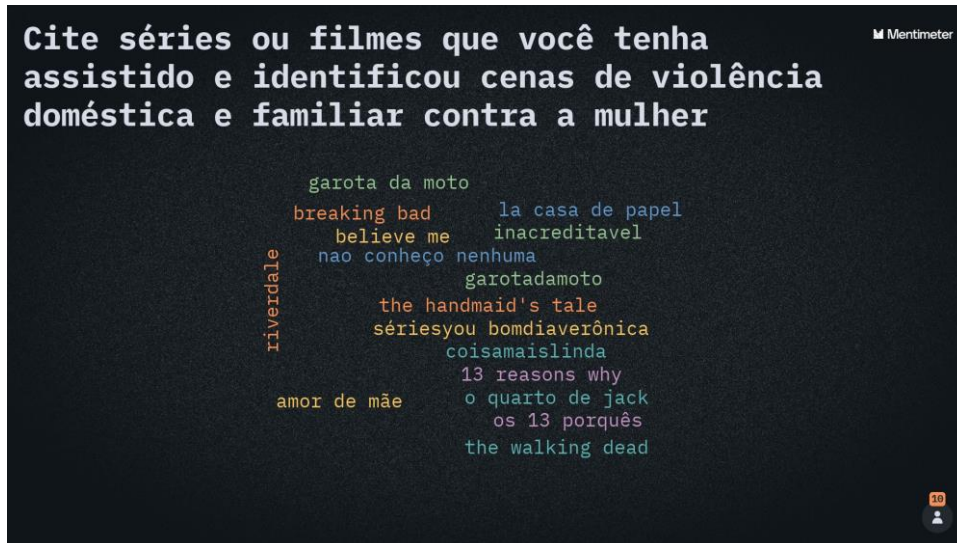 Cite séries ou filmes que você tenha
assistido e identificou cenas de violência
doméstica e familiar contra a mulher
Mentimeter
garota da moto
breaking bad
la casa de papel
believe me
inacreditavel
nao conheço nenhuma
riverdale
garotadamoto
the handmaid's tale
sériesyou bomdiaverônica
coisamaislinda
13 reasons why
amor de mãe
o quarto de jack
os 13 porquês
the walking dead
10